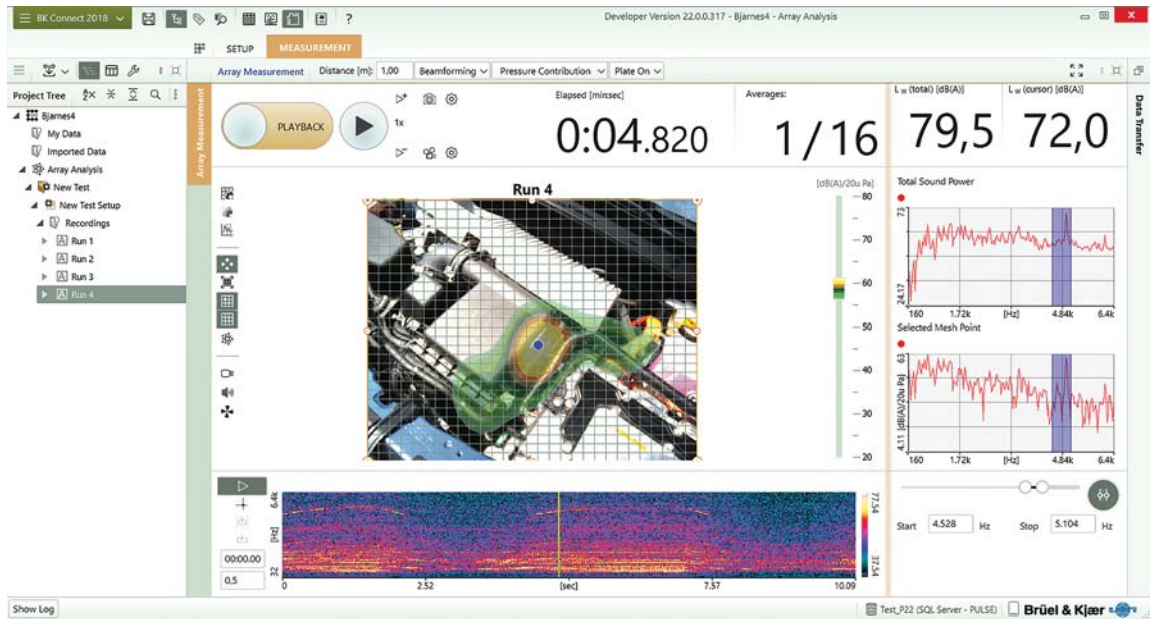 BK Connect 2018
?
Developer Version 22.0.0.317 - Bjarnes4 - Array Analysis
SETUP
MEASUREMENT
Array Measurement
Distance [m]:
1,00
Beamforming
Pressure Contribution
Plate On
Project Tree
Bjarnes4
My Data
Imported Data
Array Analysis
New Test
New Test Setup
Recordings
Run 1
Run 2
Run 3
Run 4
Array Measurement
PLAYBACK
1x
Elapsed [min:sec]
0:04.820
Averages:
1/16
L w (total) [dB(A)]
79,5
L w (cursor) [dB(A)]
72,0
Data Transfer
Run 4
[dB(A)/20u Pa]
80
70
60
50
40
30
20
Total Sound Power
73
24.17
160
1.72k
[Hz]
4.84k
6.4k
Selected Mesh Point
63
[dB(A)/20u Pa]
4.11
160
1.72k
[Hz]
4.84k
6.4k
00:00.00
0,5
6.4k
[Hz]
32
0
2.52
[sec]
7.57
10.09
77.54
37.54
Start
4.528
Hz
Stop
5.104
Hz
Show Log
Test_P22 (SQL Server - PULSE)
Brüel & Kjær